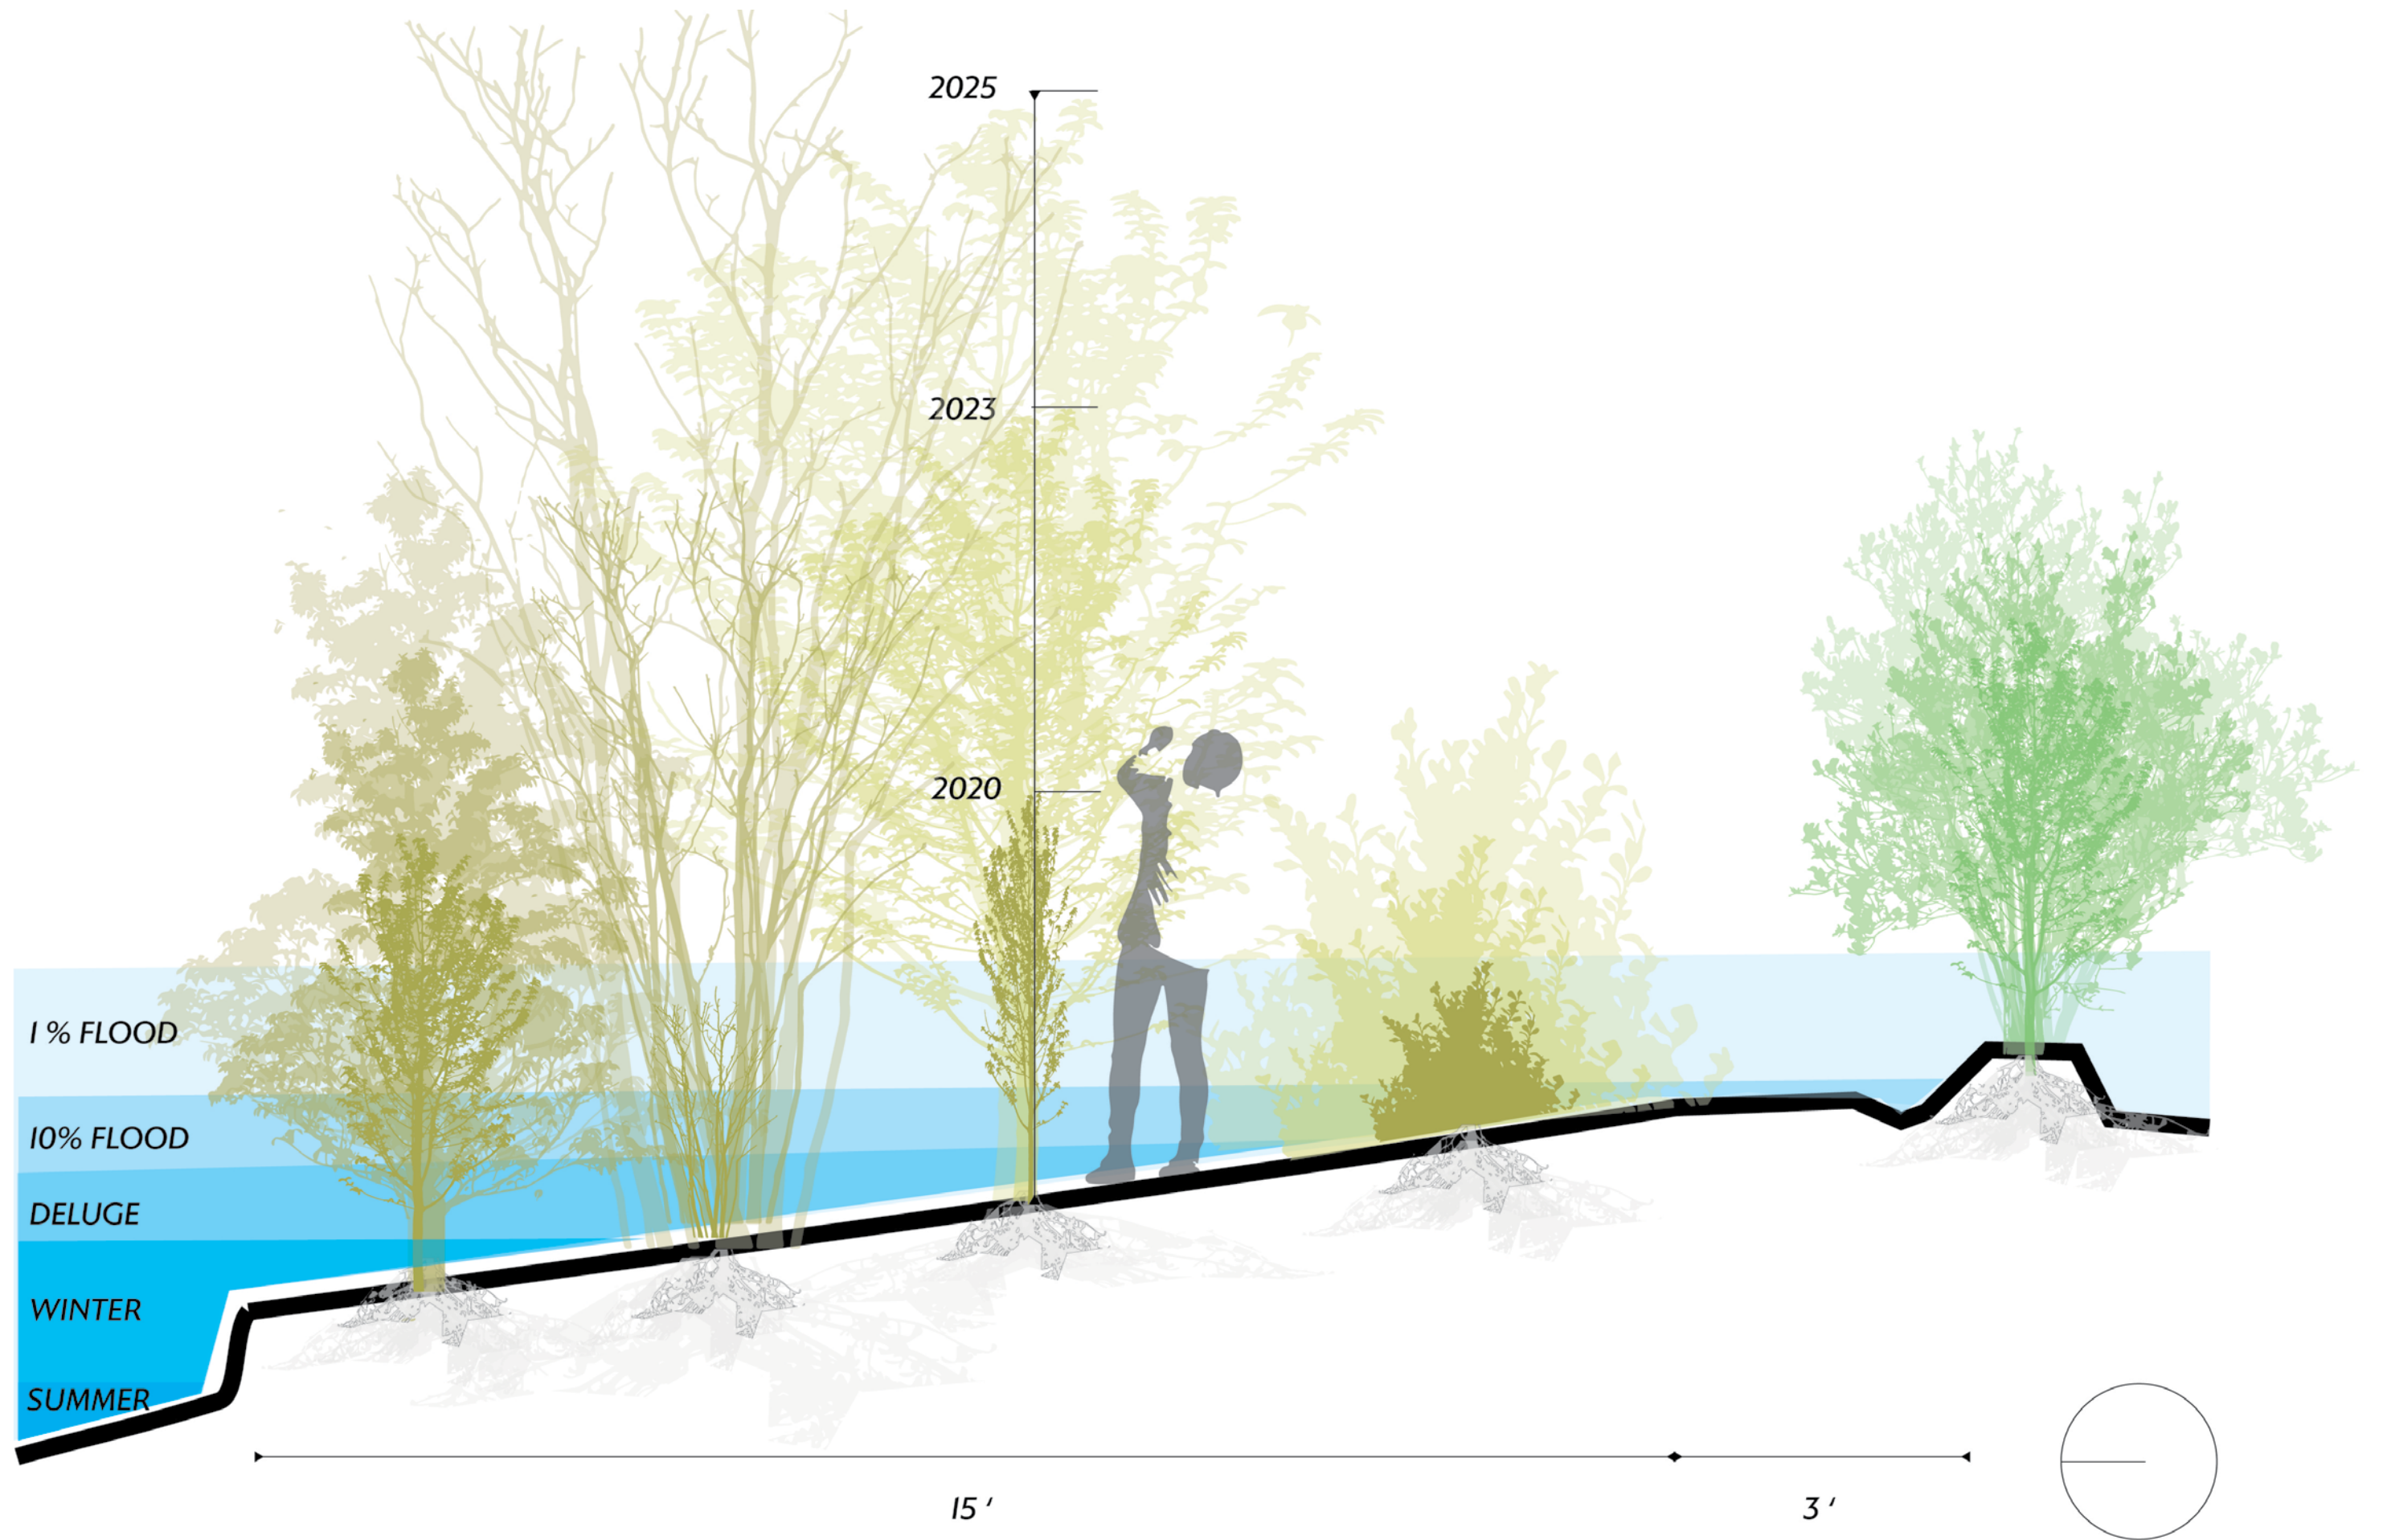 2025
2023
2020
1 % FLOOD
10% FLOOD
DELUGE
WINTER
SUMMER
15 '
3 '